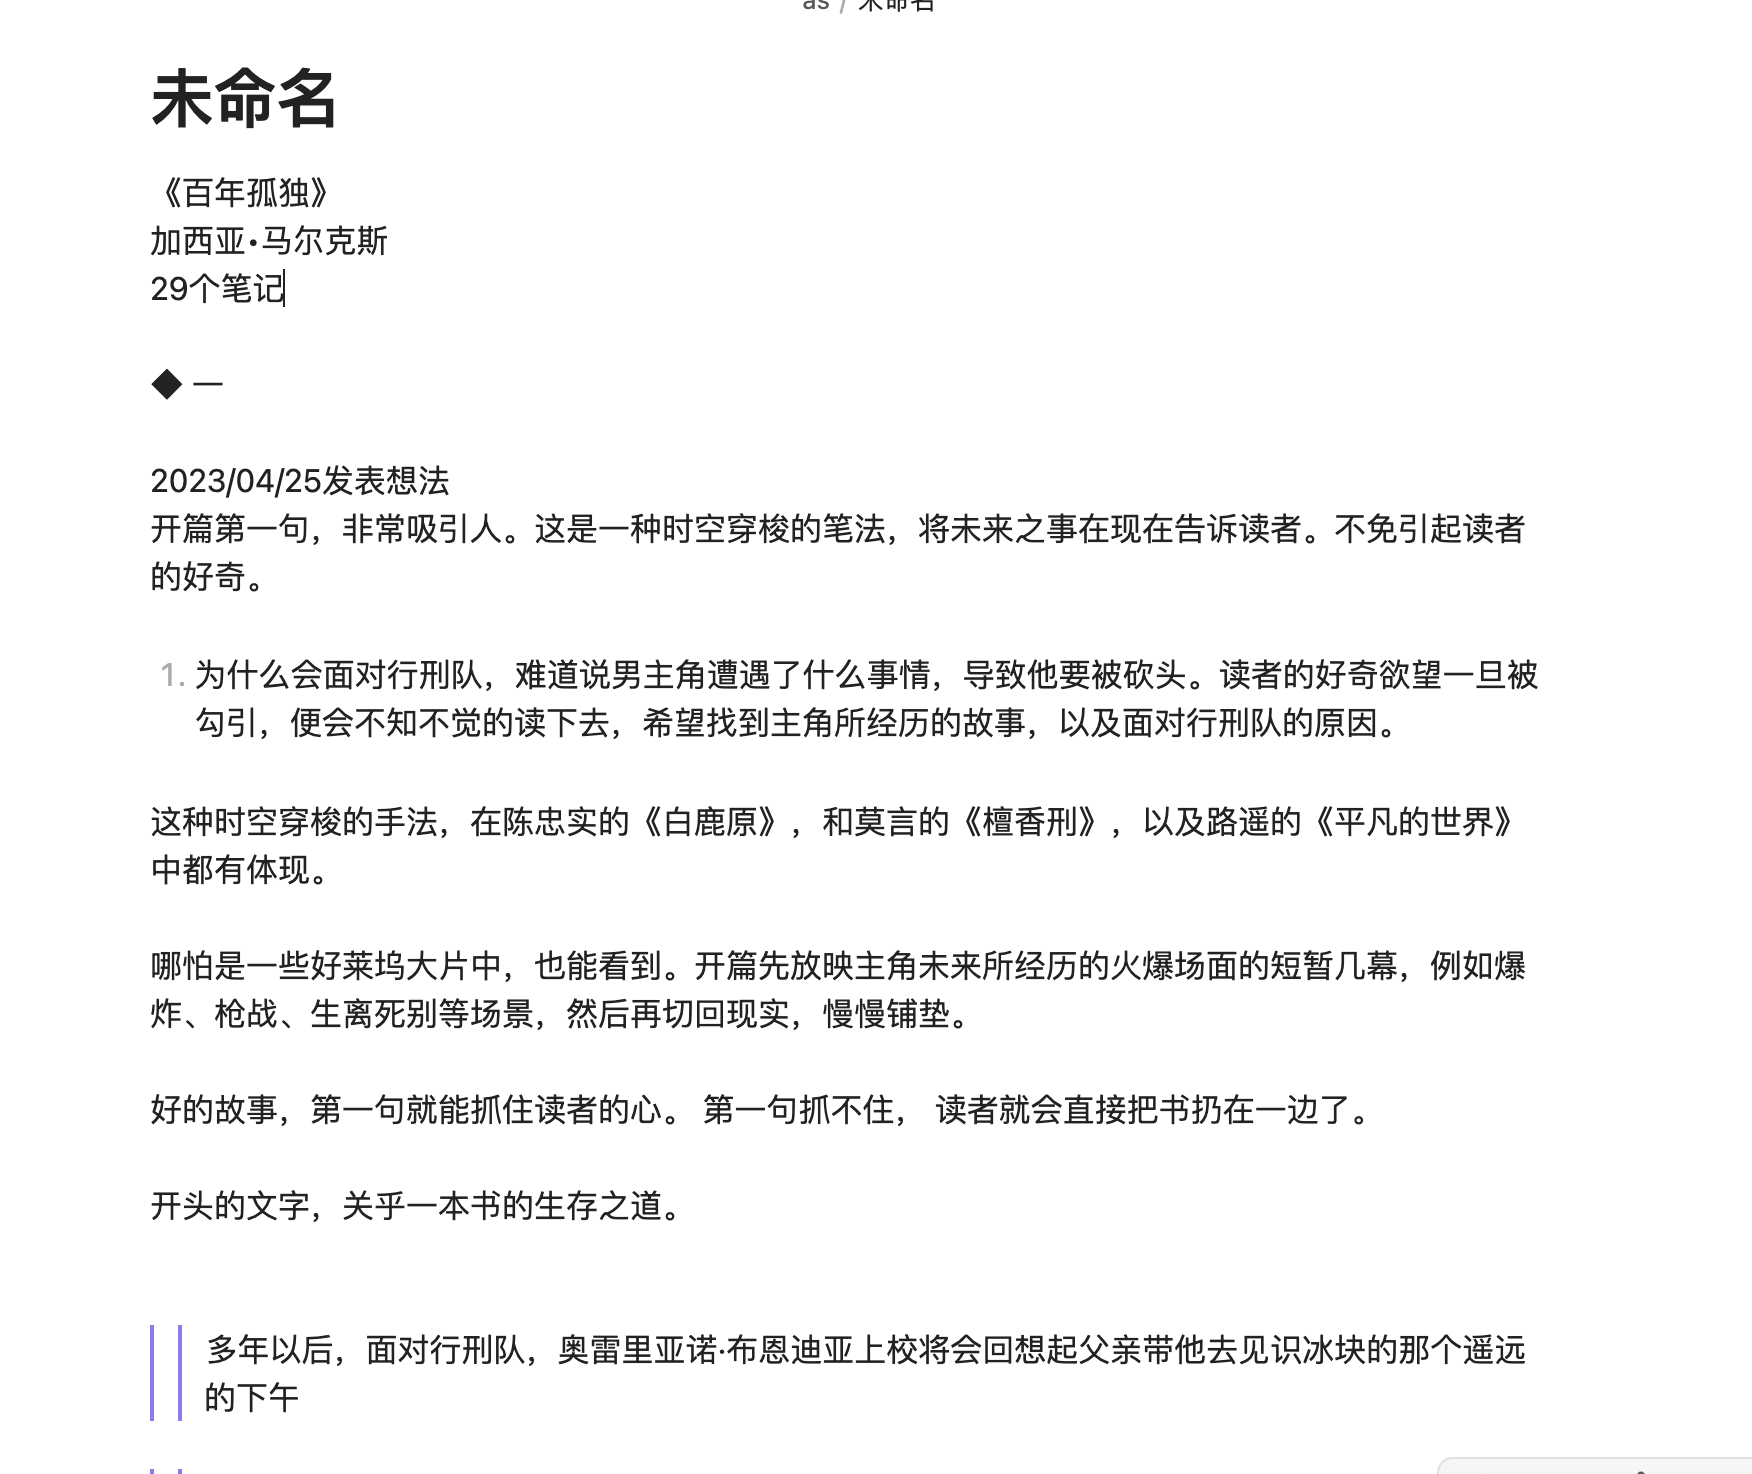 as / 未命名
未命名
《百年孤独》
加西亚•马尔克斯
29个笔记
◆ 一
2023/04/25发表想法
开篇第一句，非常吸引人。这是一种时空穿梭的笔法，将未来之事在现在告诉读者。不免引起读者
的好奇。
1. 为什么会面对行刑队，难道说男主角遭遇了什么事情，导致他要被砍头。读者的好奇欲望一旦被
勾引，便会不知不觉的读下去，希望找到主角所经历的故事，以及面对行刑队的原因。
这种时空穿梭的手法，在陈忠实的《白鹿原》，和莫言的《檀香刑》，以及路遥的《平凡的世界》
中都有体现。
哪怕是一些好莱坞大片中，也能看到。开篇先放映主角未来所经历的火爆场面的短暂几幕，例如爆
炸、枪战、生离死别等场景，然后再切回现实，慢慢铺垫。
好的故事，第一句就能抓住读者的心。 第一句抓不住， 读者就会直接把书扔在一边了。
开头的文字，关乎一本书的生存之道。
多年以后，面对行刑队，奥雷里亚诺·布恩迪亚上校将会回想起父亲带他去见识冰块的那个遥远
的下午